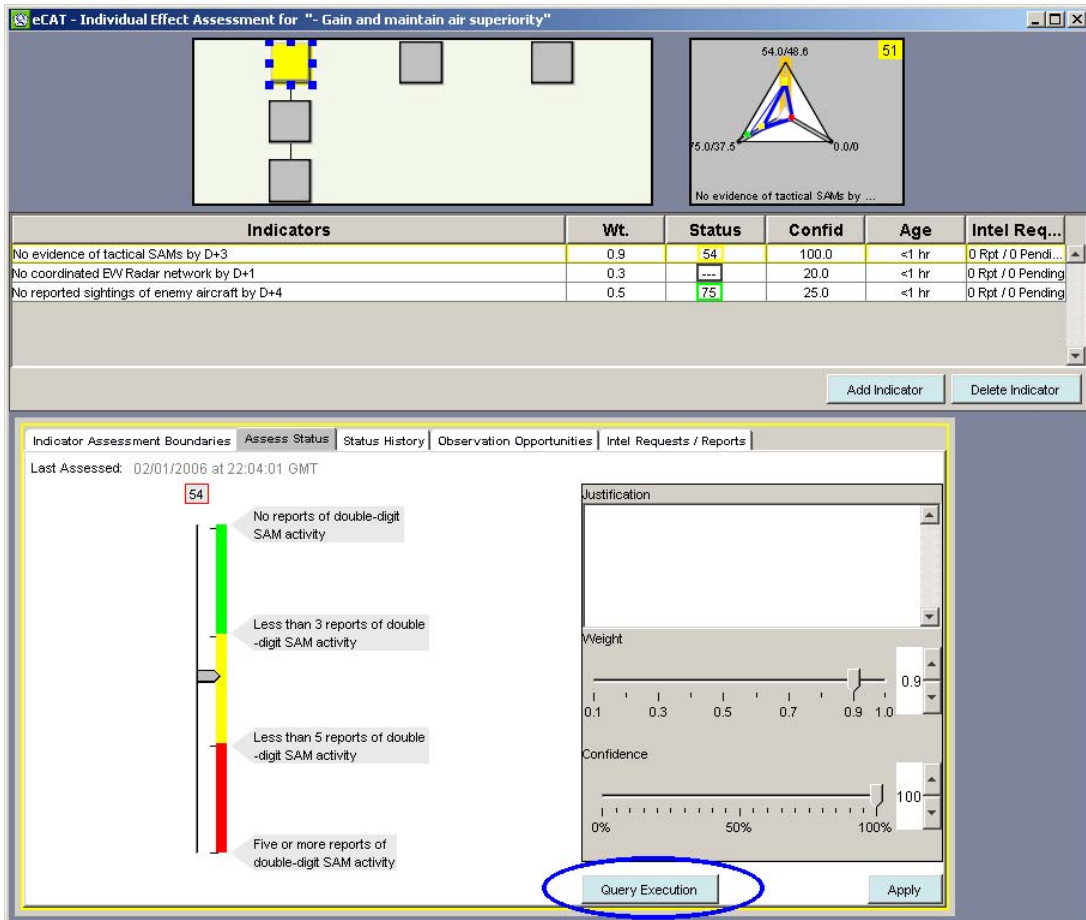 eCAT - Individual Effect Assessment for "- Gain and maintain air superiority"
54.0/48.6
51
75.0/37.5
0.0/0
No evidence of tactical SAMs by ...
Indicators Wt. Status Confid Age Intel Req...
No evidence of tactical SAMs by D+3 0.9 54 100.0 <1 hr 0 Rpt / 0 Pendi...
No coordinated EW Radar network by D+1 0.3 --- 20.0 <1 hr 0 Rpt / 0 Pending
No reported sightings of enemy aircraft by D+4 0.5 75 25.0 <1 hr 0 Rpt / 0 Pending
Add Indicator Delete Indicator
Indicator Assessment Boundaries Assess Status Status History Observation Opportunities Intel Requests / Reports
Last Assessed: 02/01/2006 at 22:04:01 GMT
54
No reports of double-digit
SAM activity
Less than 3 reports of double
-digit SAM activity
Less than 5 reports of double
-digit SAM activity
Five or more reports of
double-digit SAM activity
Justification
Weight
0.9
0.1 0.3 0.5 0.7 0.9 1.0
Confidence
100
0% 50% 100%
Query Execution Apply